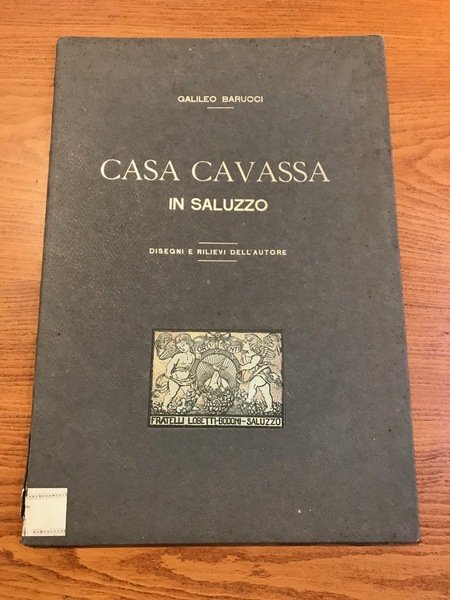 GALILEO BARUCCI
CASA CAVASSA
IN SALUZZO
DISEGNI E RILIEVI DELL'AUTORE
FRATELLI LOBETTI-BODONI-SALUZZO